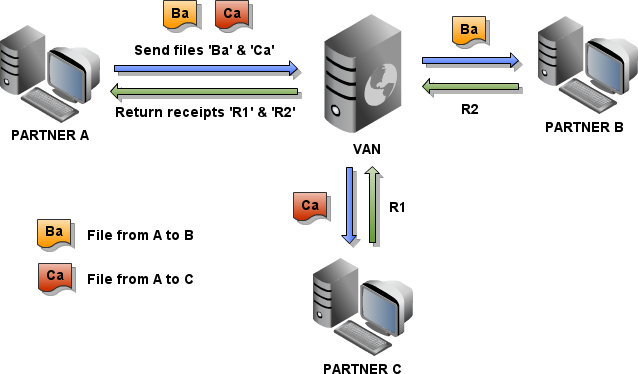 Ba
Ca
Ba
Send files 'Ba' & 'Ca'
Return receipts 'R1' & 'R2'
R2
PARTNER A
PARTNER B
VAN
Ca
R1
Ba
File from A to B
Ca
File from A to C
PARTNER C